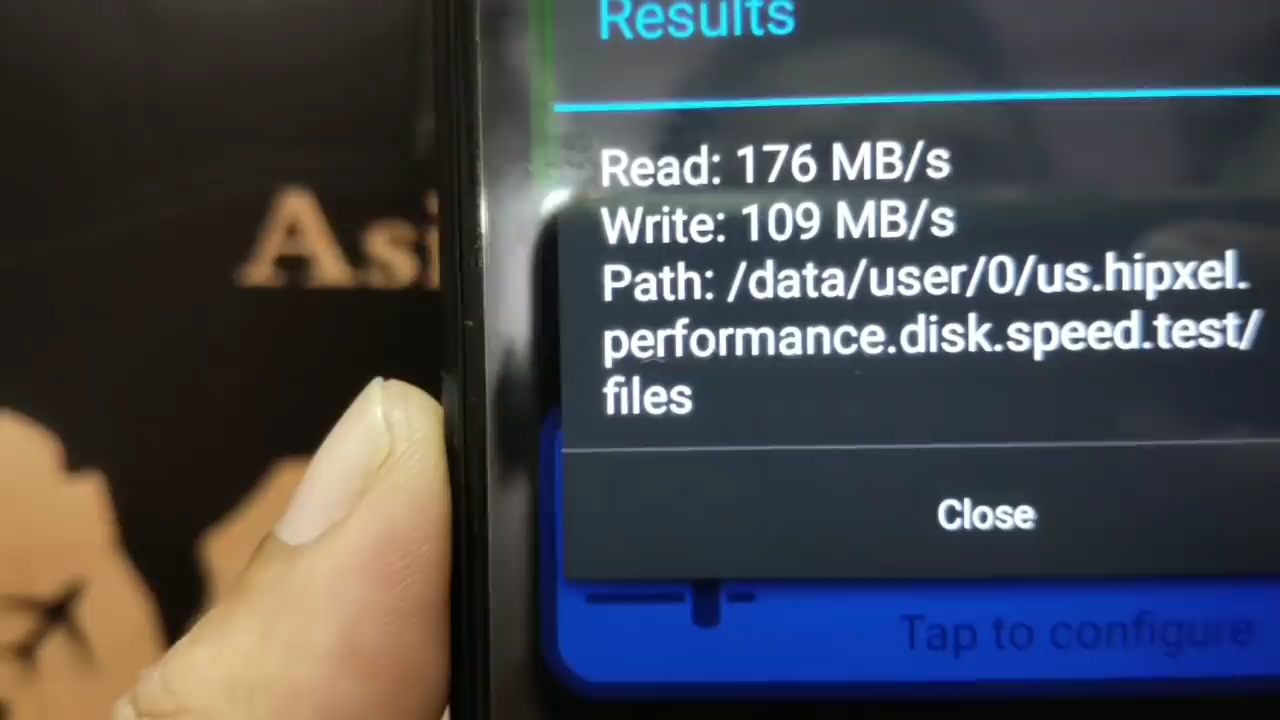 Results
Asi
Read: 176 MB/s
Write: 109 MB/s
Path: /data/user/0/us.hipxel.
performance.disk.speed.test/
files
Close
Tap to configure